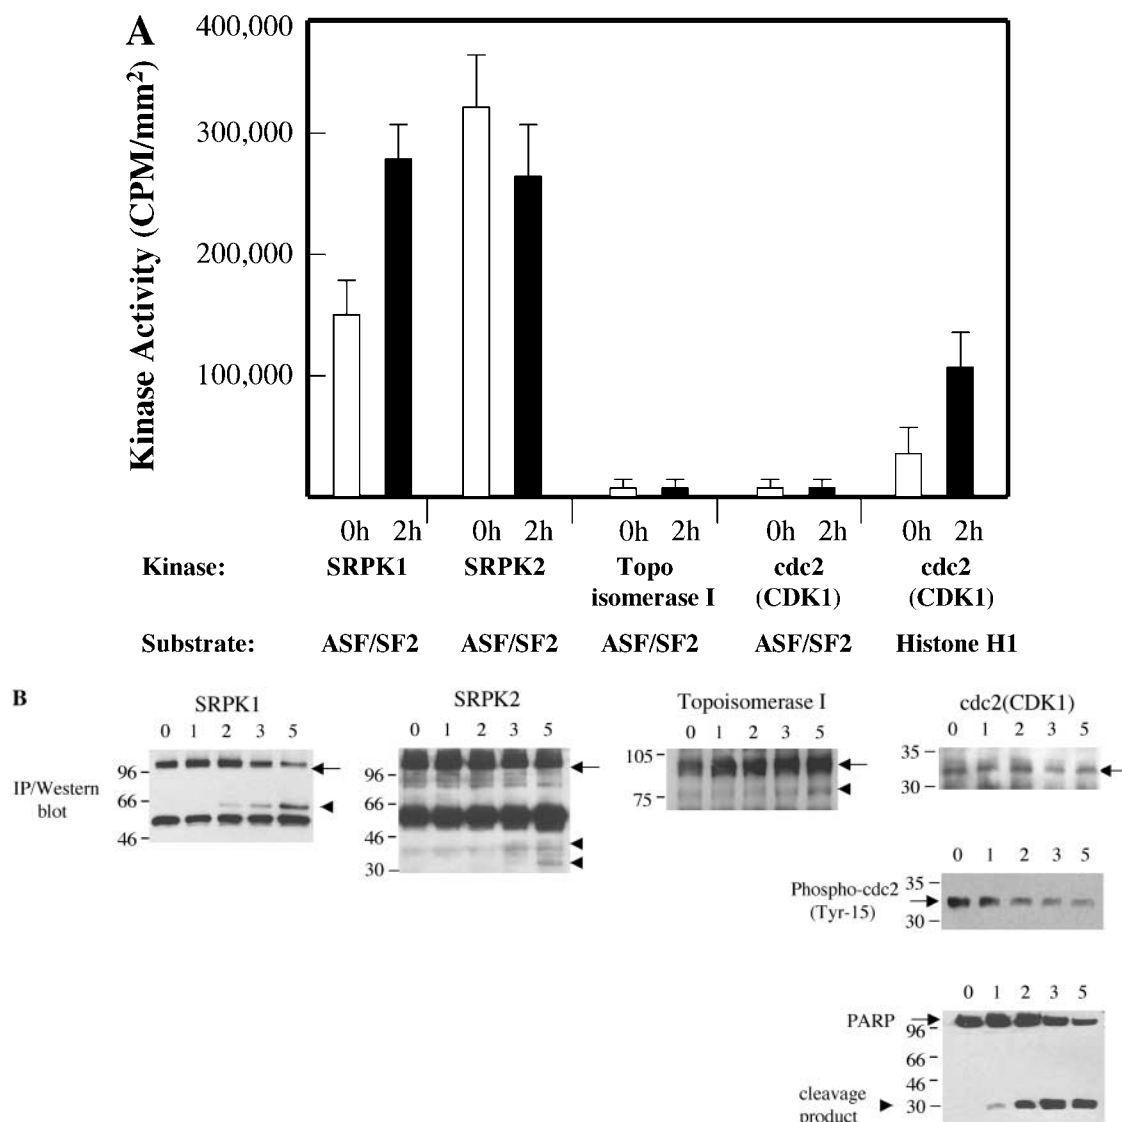 A
Kinase Activity (CPM/mm²)
400,000
300,000
200,000
100,000
0h 2h 0h 2h 0h 2h 0h 2h 0h 2h
Kinase: SRPK1 SRPK2 Topo isomerase I cdc2 (CDK1) cdc2 (CDK1)
Substrate: ASF/SF2 ASF/SF2 ASF/SF2 ASF/SF2 Histone H1
B
IP/Western blot
SRPK1
0 1 2 3 5
96
66
46
SRPK2
0 1 2 3 5
96
66
46
30
Topoisomerase I
0 1 2 3 5
105
75
cdc2(CDK1)
0 1 2 3 5
35
30
0 1 2 3 5
Phospho-cdc2 (Tyr-15)
35
30
0 1 2 3 5
PARP
96
66
46
30
cleavage product